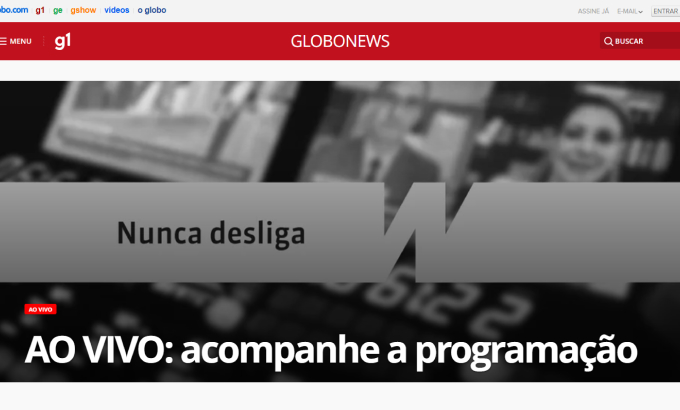 obo.com g1 ge gshow vídeos o globo ASSINE JÁ E-MAIL ENTRAR
MENU g1 GLOBONEWS BUSCAR
Nunca desliga
AO VIVO
AO VIVO: acompanhe a programação